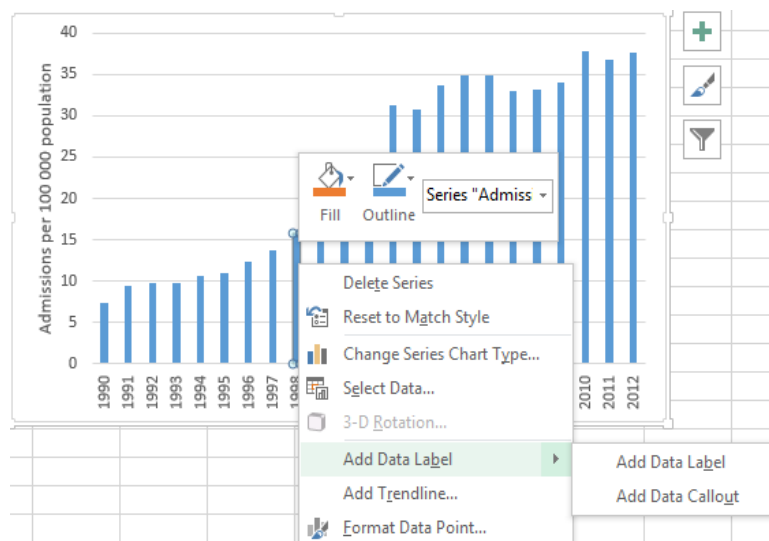 Admissions per 100 000 population
40
35
30
25
20
15
10
5
0
1990
1991
1992
1993
1994
1995
1996
1997
1998
2010
2011
2012
Fill
Outline
Series "Admiss
Delete Series
Reset to Match Style
Change Series Chart Type...
Select Data...
3-D Rotation...
Add Data Label
Add Trendline...
Format Data Point...
Add Data Label
Add Data Callout